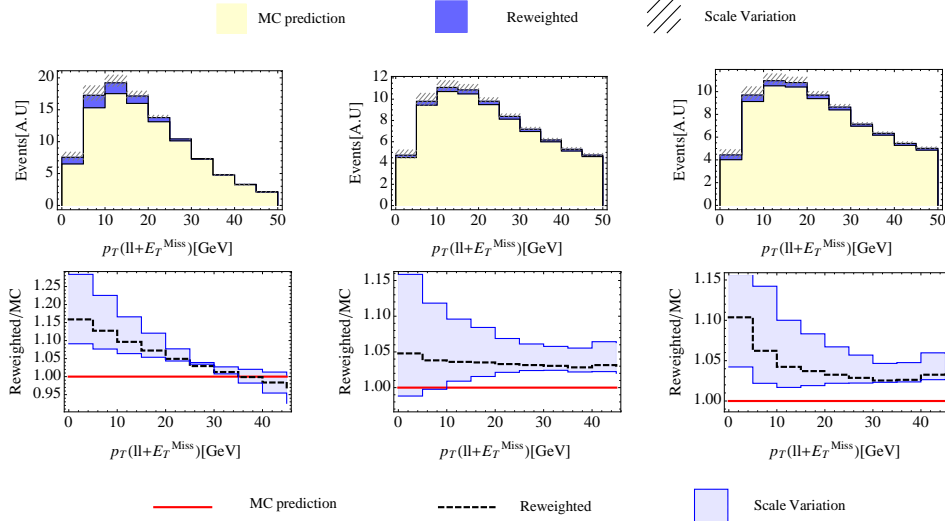 MC prediction Reweighted Scale Variation
Events[A.U]
20
15
10
5
0
0 10 20 30 40 50
p_T(ll+E_T^Miss)[GeV]
Events[A.U]
12
10
8
6
4
2
0
0 10 20 30 40 50
p_T(ll+E_T^Miss)[GeV]
Events[A.U]
10
8
6
4
2
0
0 10 20 30 40 50
p_T(ll+E_T^Miss)[GeV]
Reweighted/MC
1.25
1.20
1.15
1.10
1.05
1.00
0.95
0 10 20 30 40
p_T(ll+E_T^Miss)[GeV]
Reweighted/MC
1.15
1.10
1.05
1.00
0 10 20 30 40
p_T(ll+E_T^Miss)[GeV]
Reweighted/MC
1.15
1.10
1.05
1.00
0 10 20 30 40
p_T(ll+E_T^Miss)[GeV]
MC prediction Reweighted Scale Variation